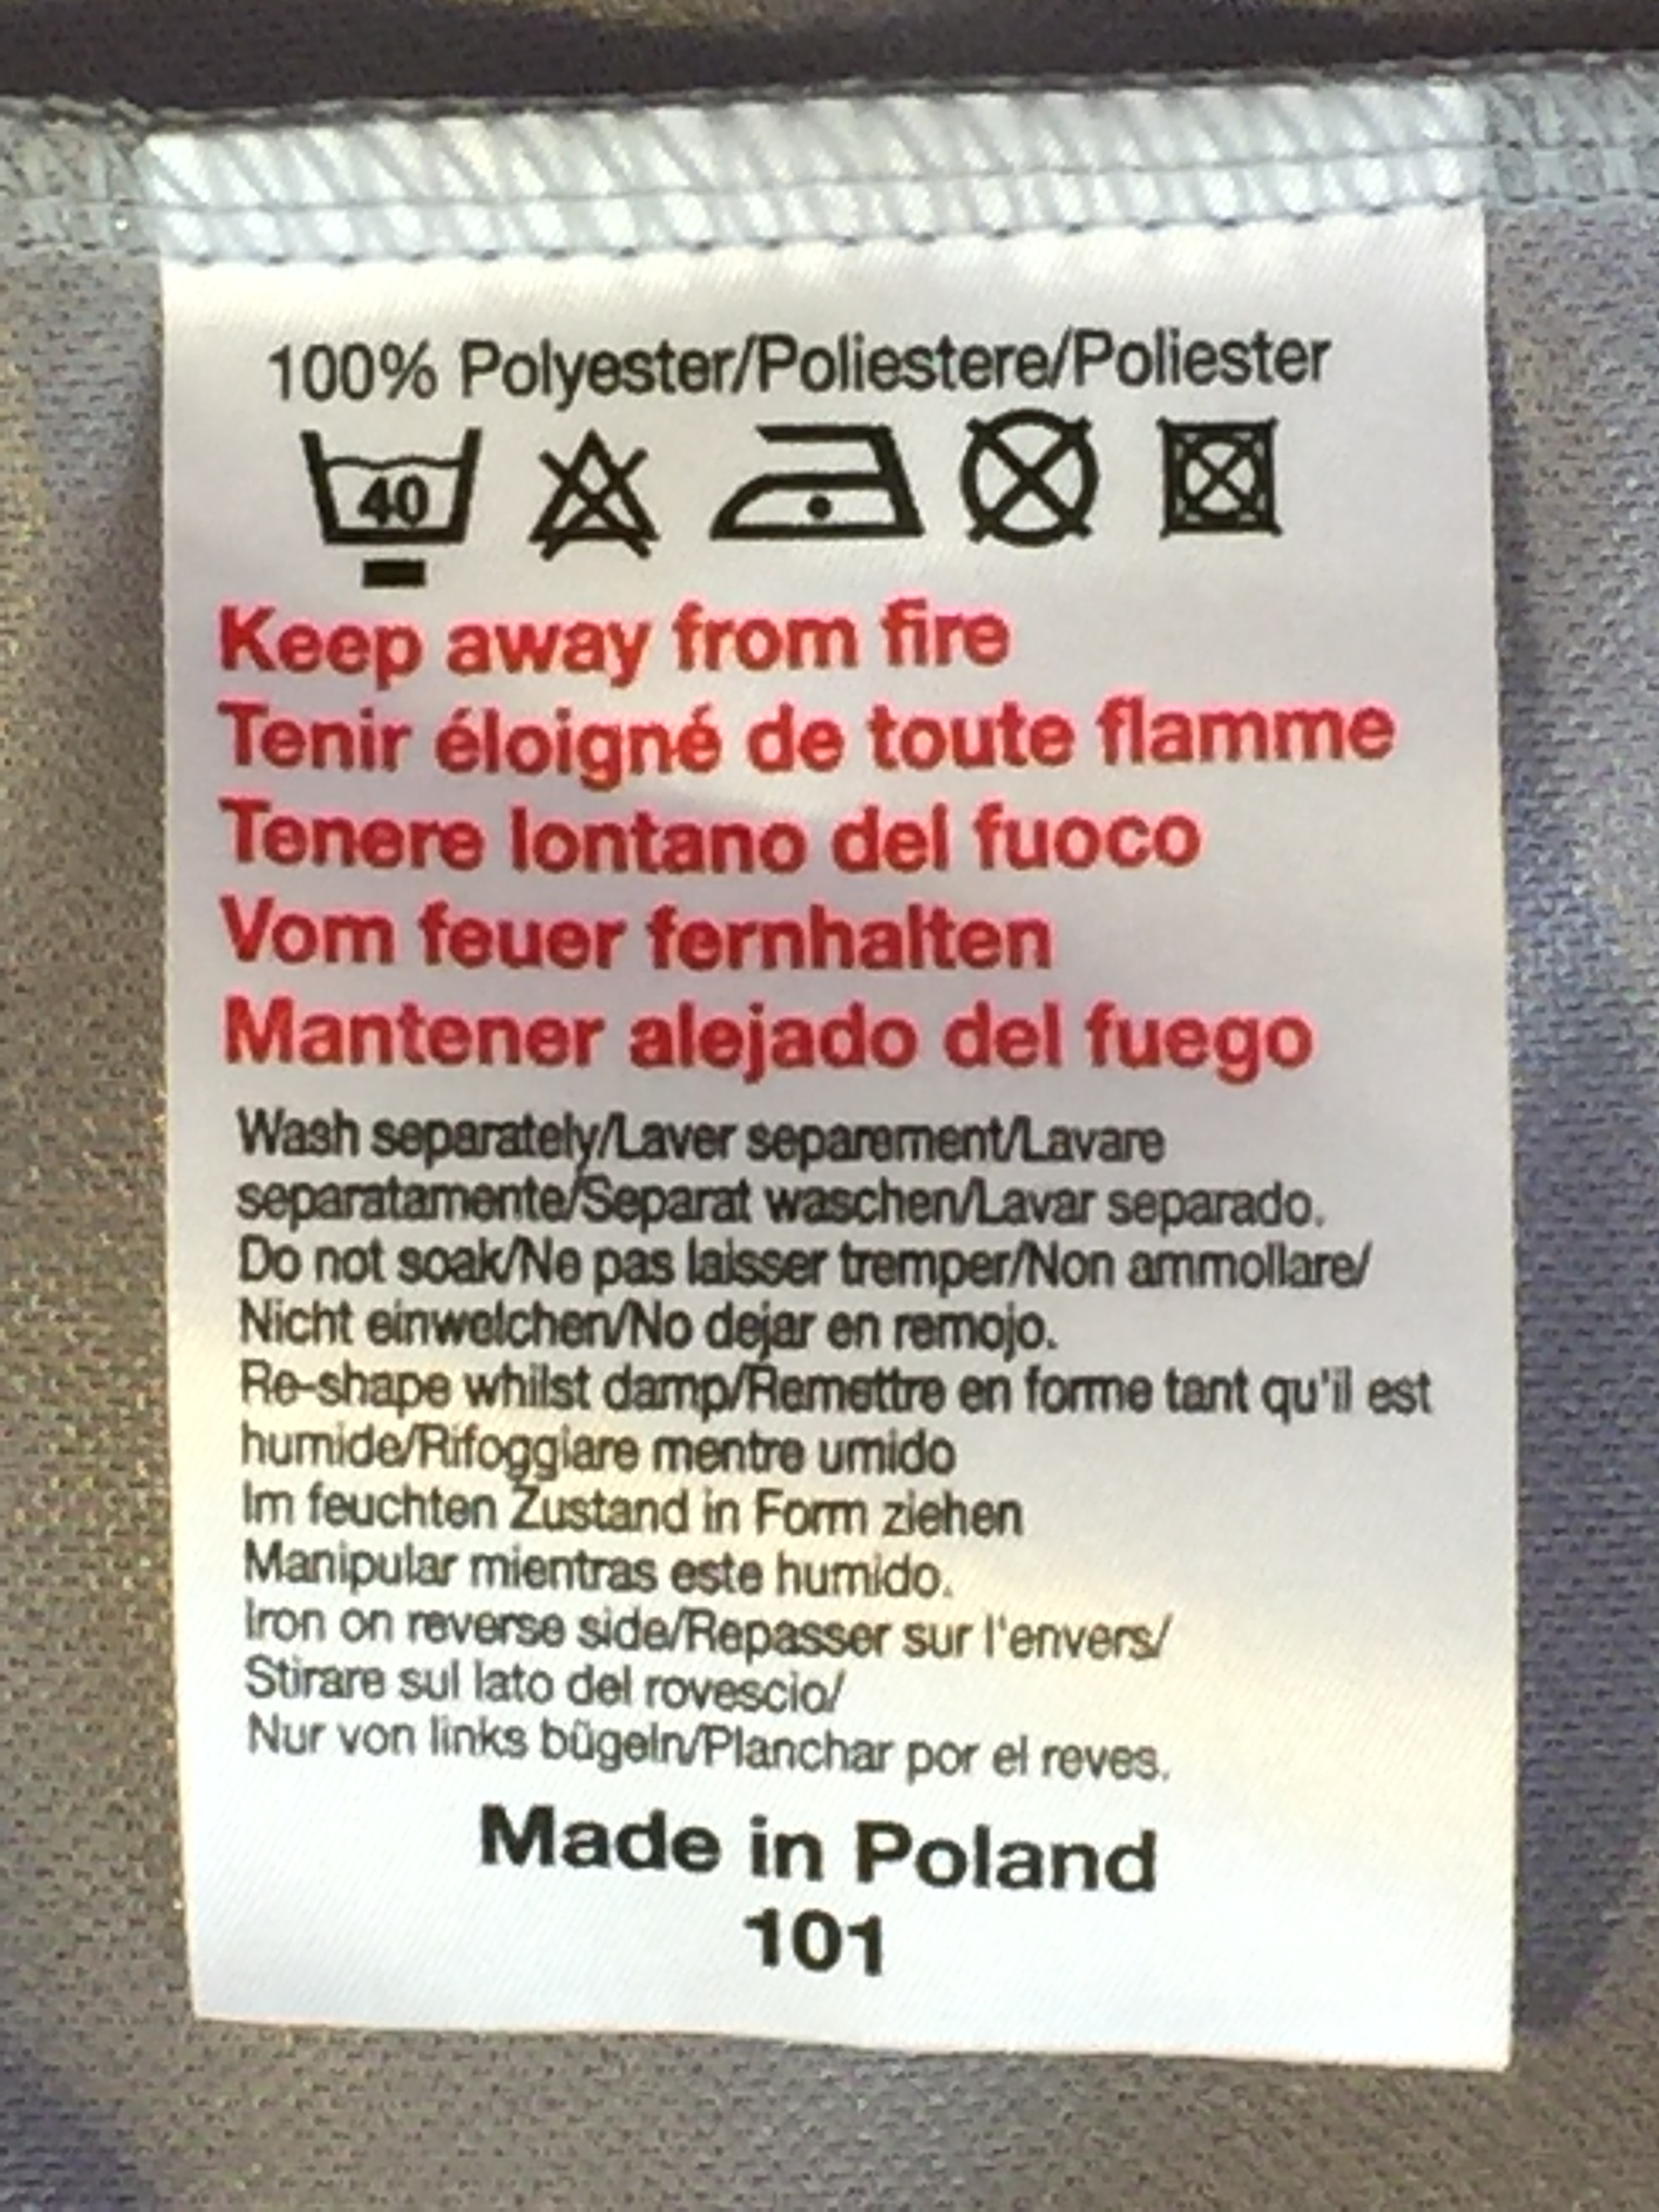 100% Polyester/Poliestere/Poliester
40
Keep away from fire
Tenir éloigné de toute flamme
Tenere lontano del fuoco
Vom feuer fernhalten
Mantener alejado del fuego
Wash separately/Laver separement/Lavare
separatamente/Separat waschen/Lavar separado.
Do not soak/Ne pas laisser tremper/Non ammollare/
Nicht einweichen/No dejar en remojo.
Re-shape whilst damp/Remettre en forme tant qu'il est
humide/Rifoggiare mentre umido
Im feuchten Zustand in Form ziehen
Manipular mientras este humido.
Iron on reverse side/Repasser sur l'envers/
Stirare sul lato del rovescio/
Nur von links bügeln/Planchar por el reves.
Made in Poland
101